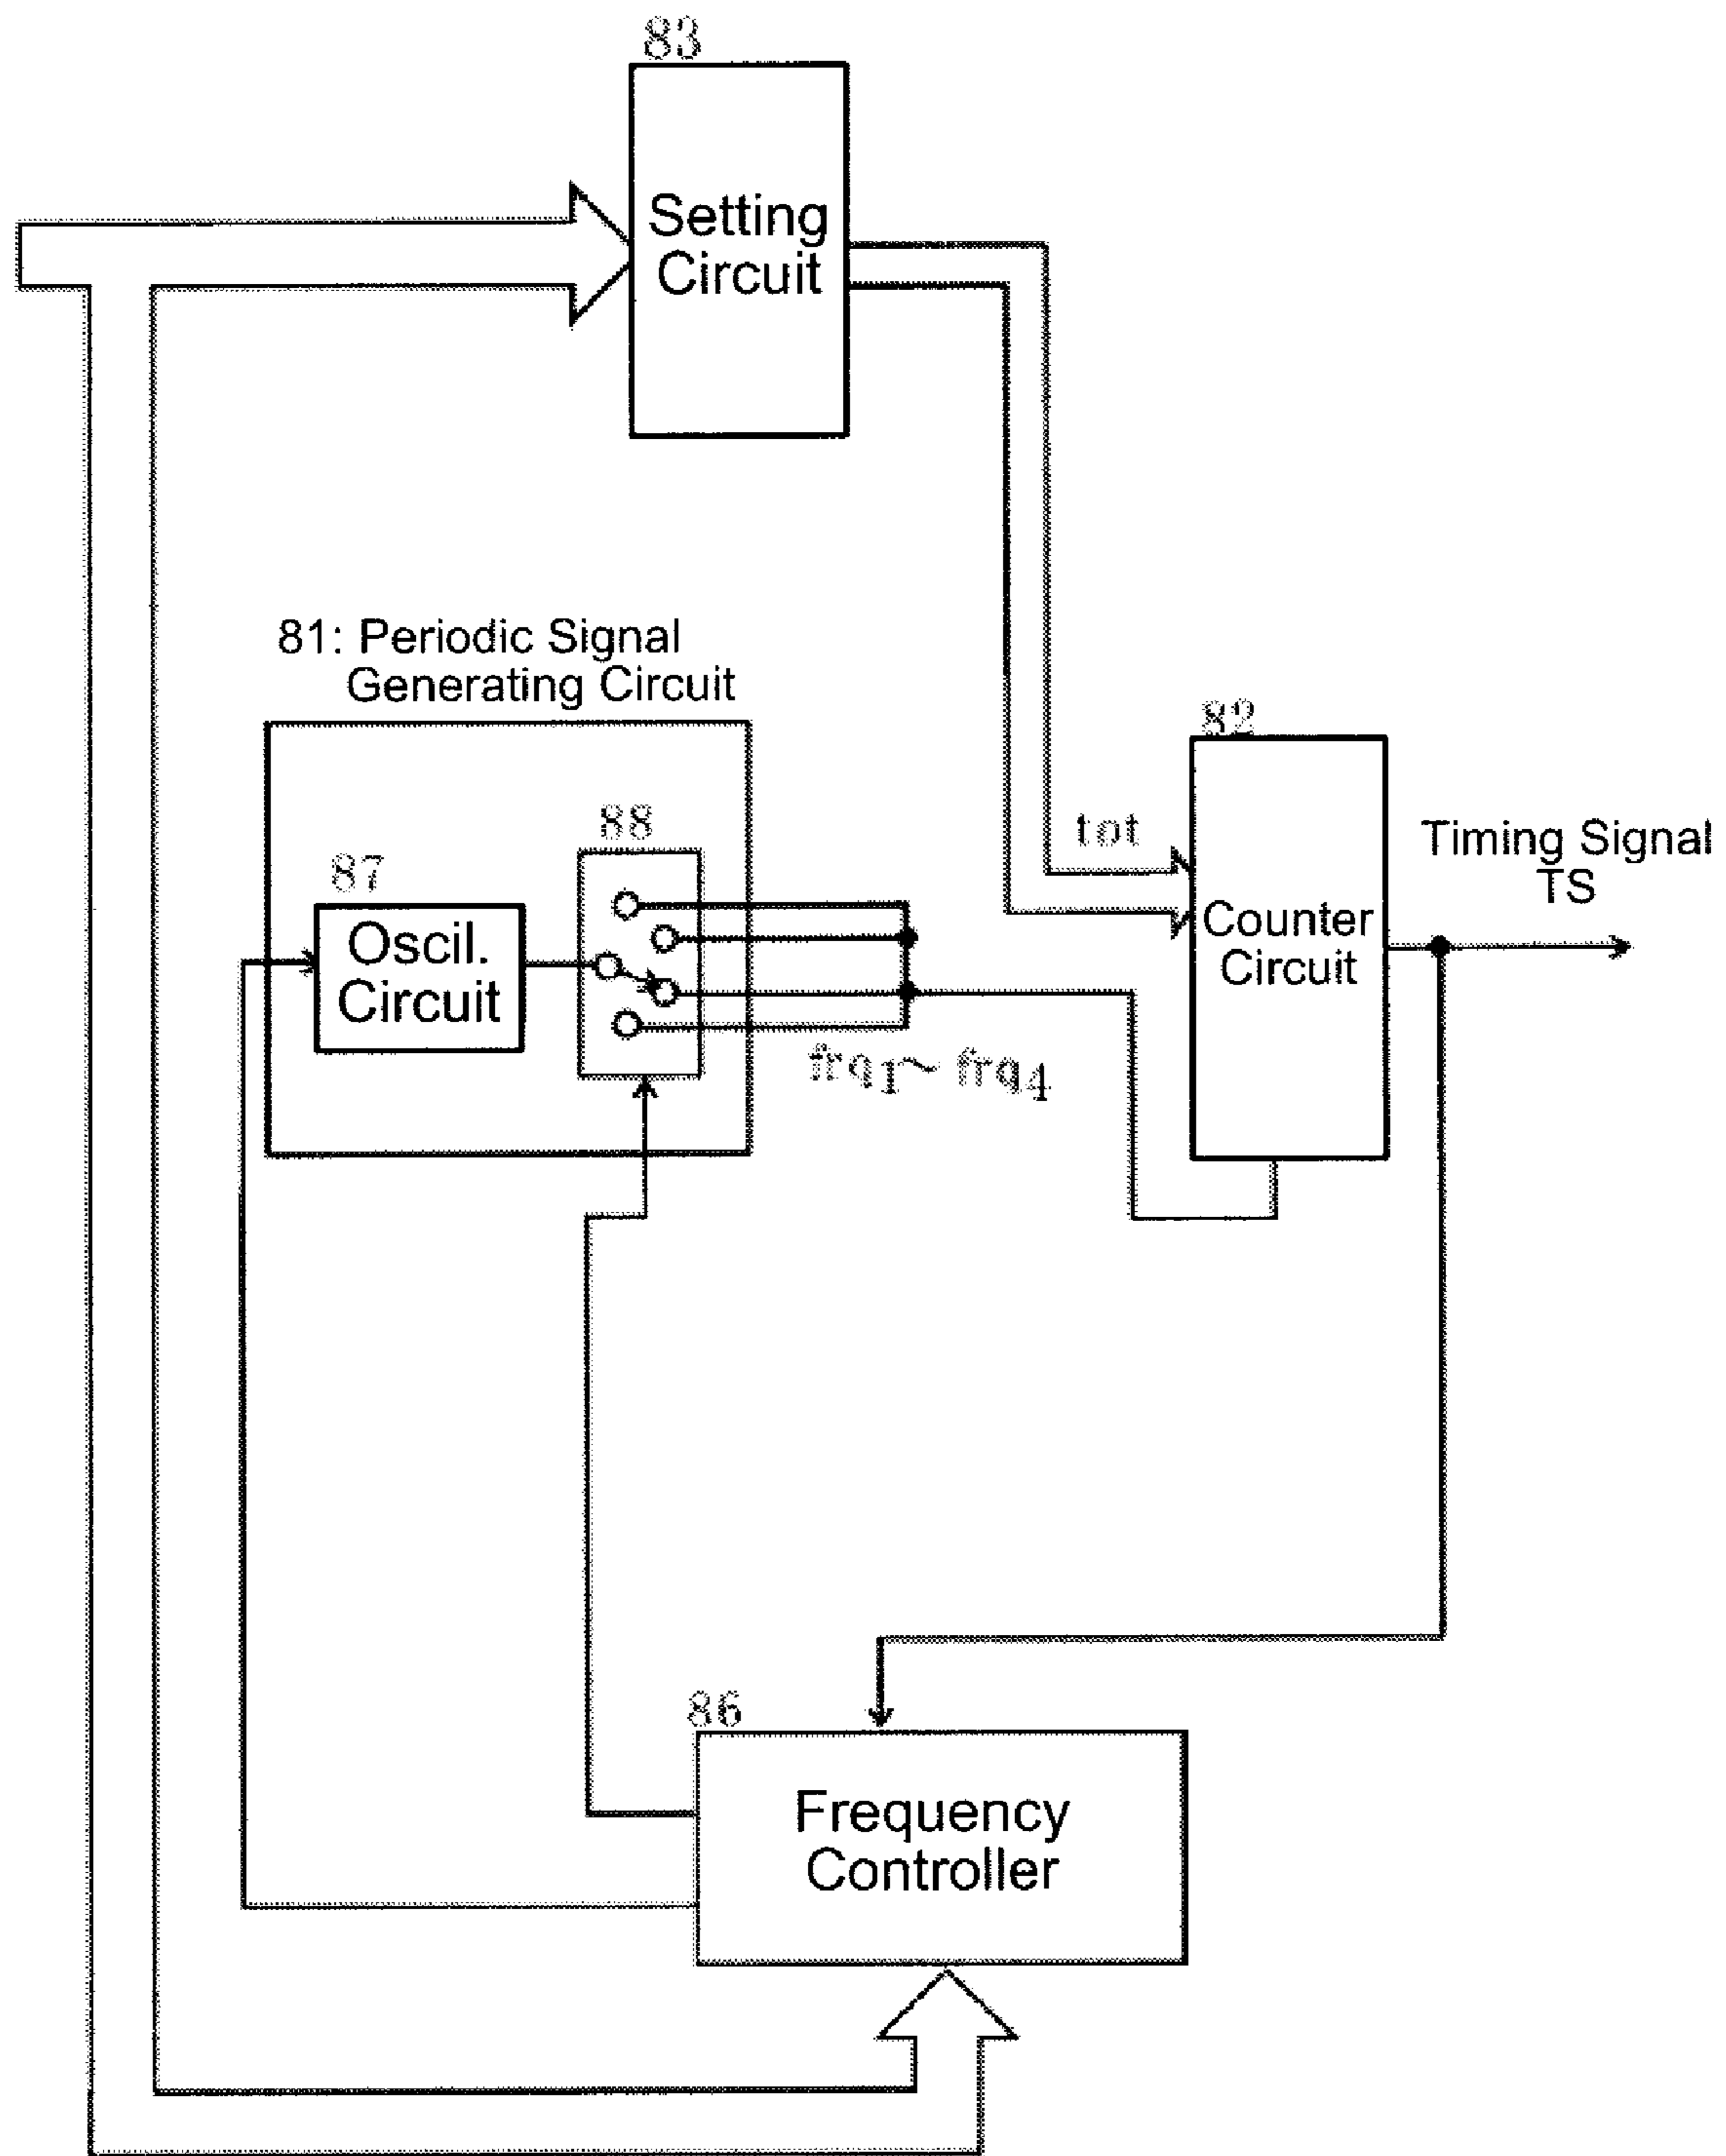 83
Setting
Circuit
81: Periodic Signal
Generating Circuit
82
88
tot
Timing Signal
TS
87
Counter
Circuit
Oscil.
Circuit
frq1~ frq4
86
Frequency
Controller